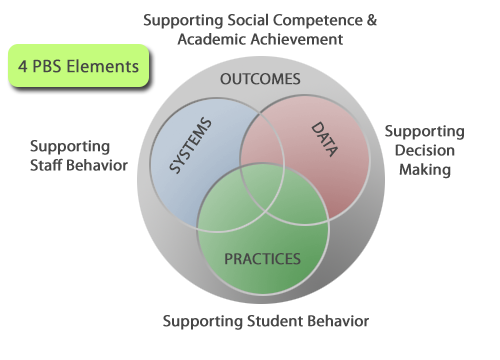 Supporting Social Competence &
Academic Achievement
4 PBS Elements
OUTCOMES
Supporting
Staff Behavior
SYSTEMS
DATA
Supporting
Decision
Making
PRACTICES
Supporting Student Behavior